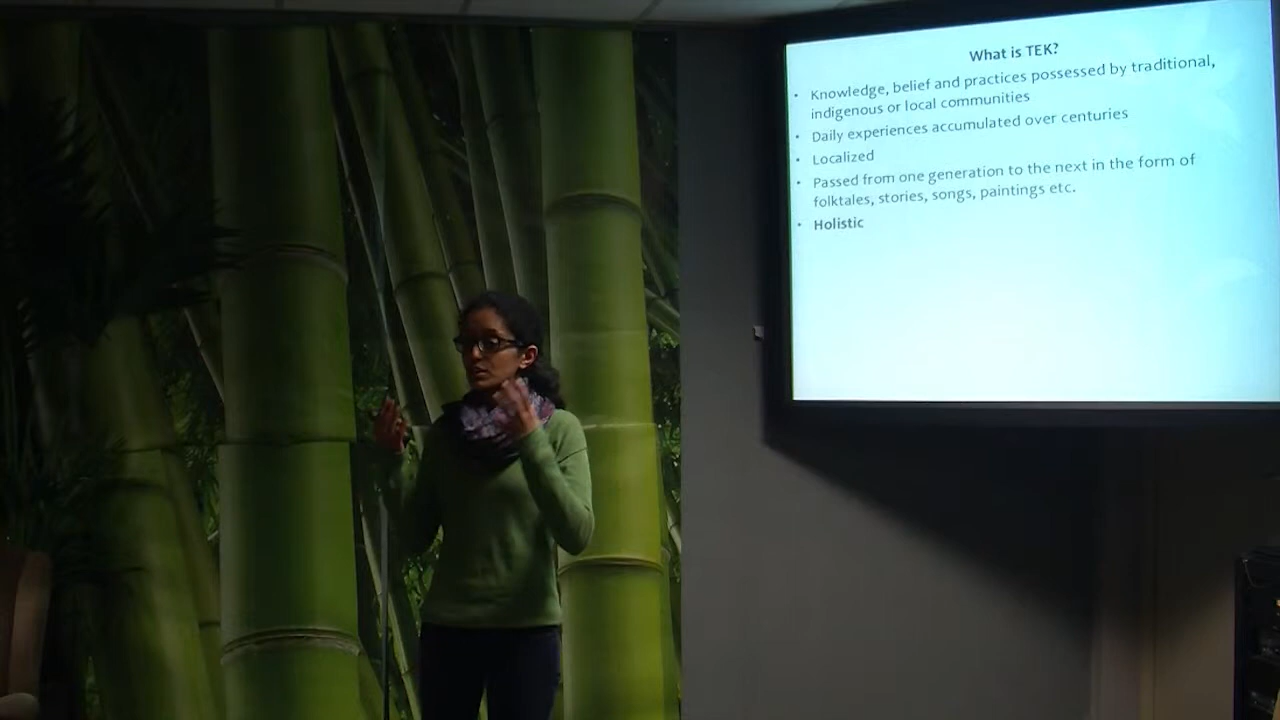 What is TEK?
• Knowledge, belief and practices possessed by traditional,
indigenous or local communities
• Daily experiences accumulated over centuries
• Localized
• Passed from one generation to the next in the form of
folktales, stories, songs, paintings etc.
• Holistic